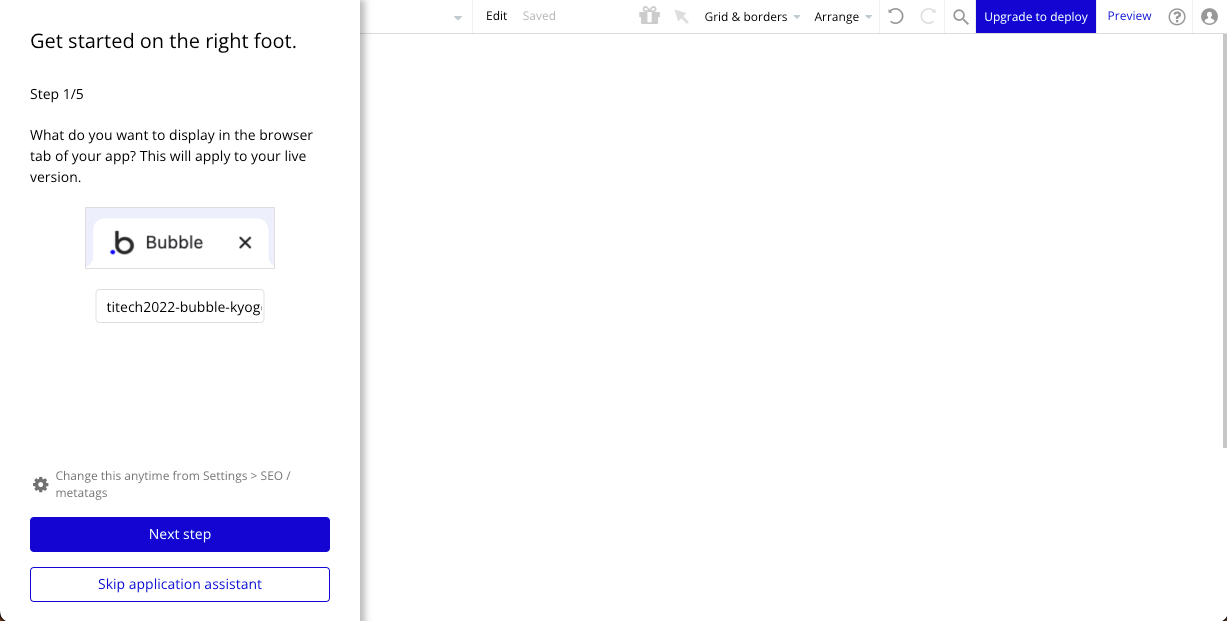 Get started on the right foot.
Step 1/5
What do you want to display in the browser
tab of your app? This will apply to your live
version.
b Bubble
titech2022-bubble-kyog
Change this anytime from Settings > SEO /
metatags
Next step
Skip application assistant
Edit Saved Grid & borders Arrange Upgrade to deploy Preview